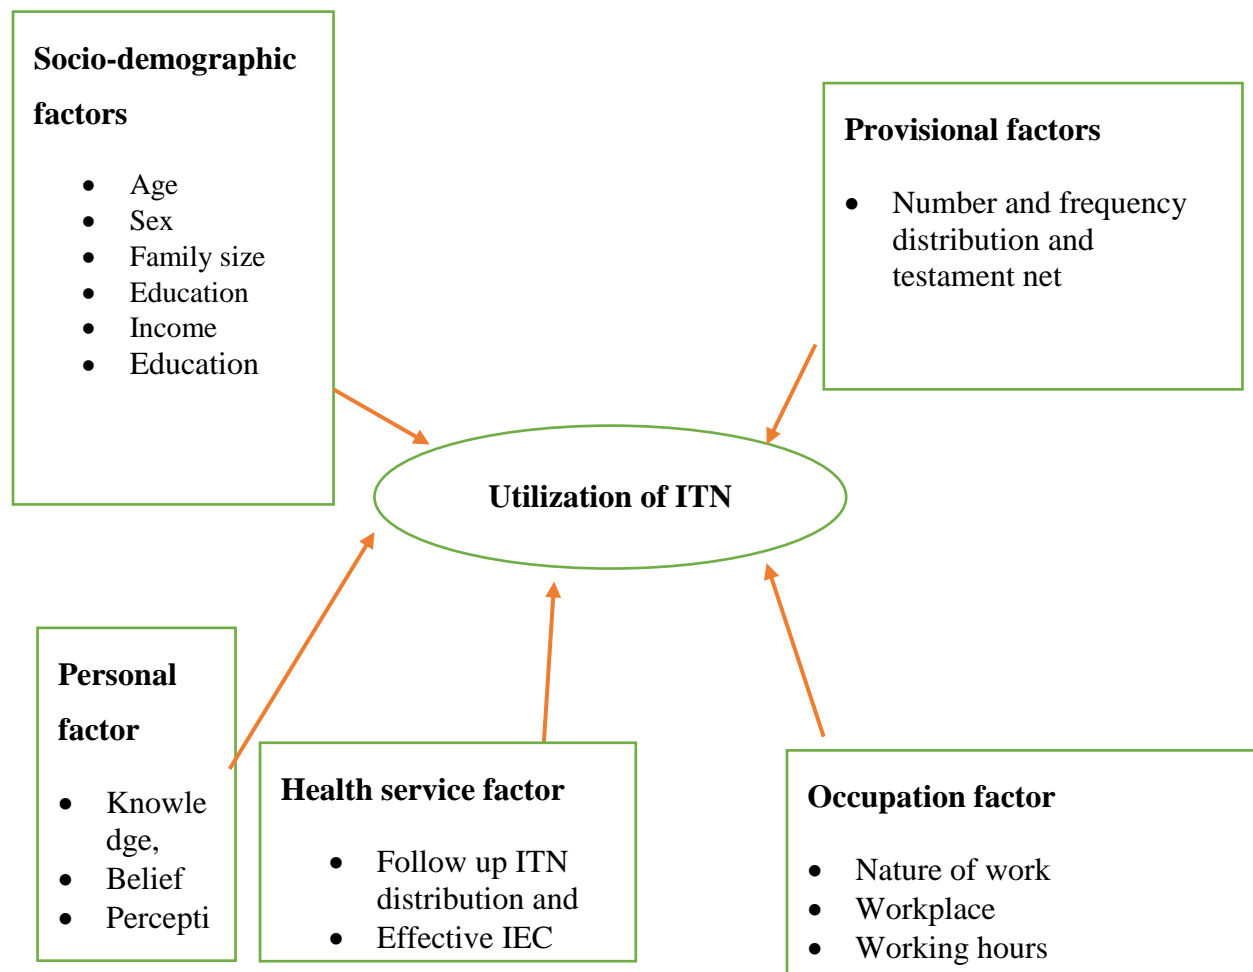 Socio-demographic
factors
• Age
• Sex
• Family size
• Education
• Income
• Education
Provisional factors
• Number and frequency
distribution and
testament net
Utilization of ITN
Personal
factor
• Knowle
dge,
• Belief
• Percepti
Health service factor
• Follow up ITN
distribution and
• Effective IEC
Occupation factor
• Nature of work
• Workplace
• Working hours